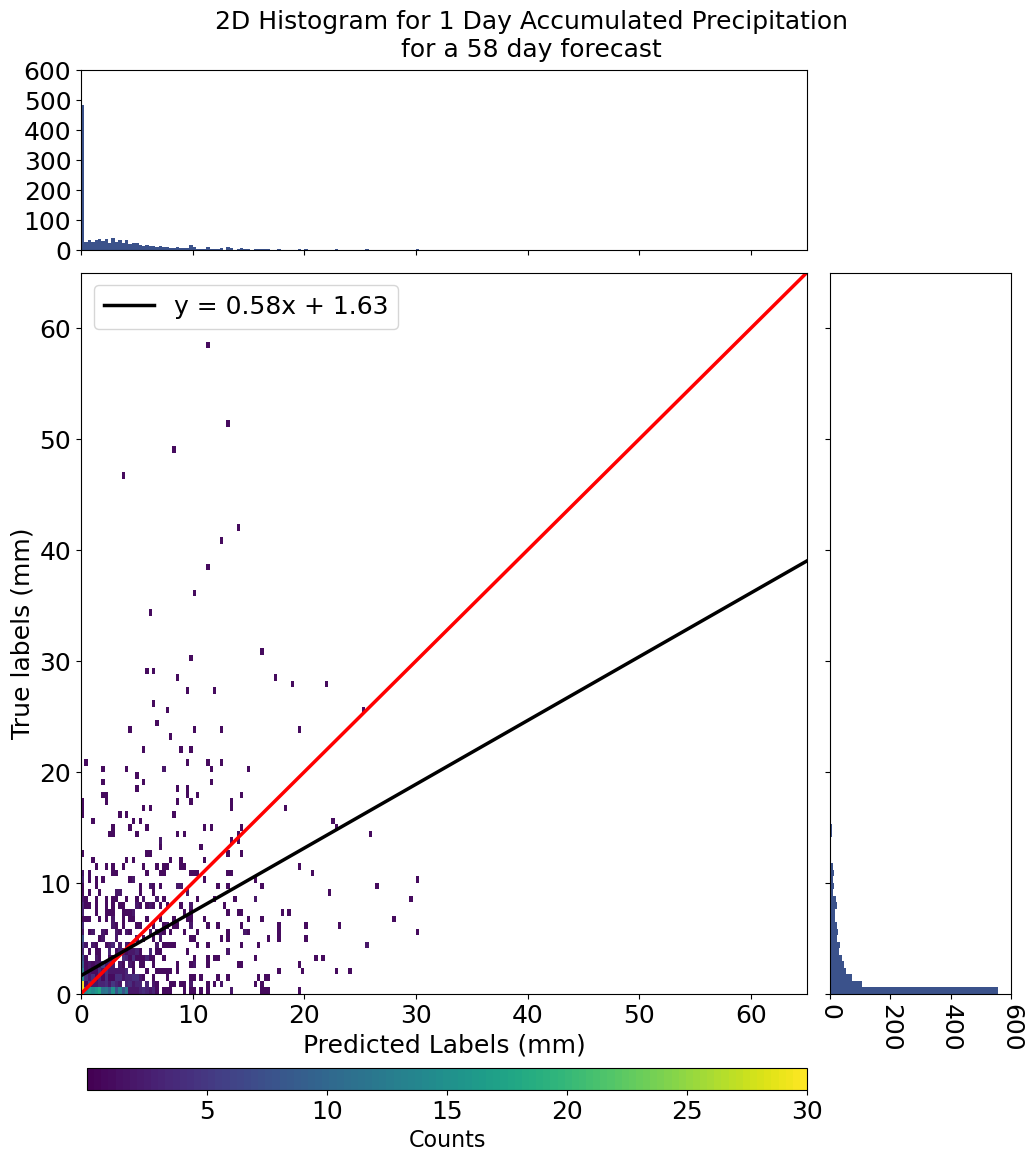 2D Histogram for 1 Day Accumulated Precipitation
for a 58 day forecast
600
500
400
300
200
100
0
y = 0.58x + 1.63
60
50
40
30
20
10
0
True labels (mm)
0 10 20 30 40 50 60
Predicted Labels (mm)
0 200 400 600
5 10 15 20 25 30
Counts